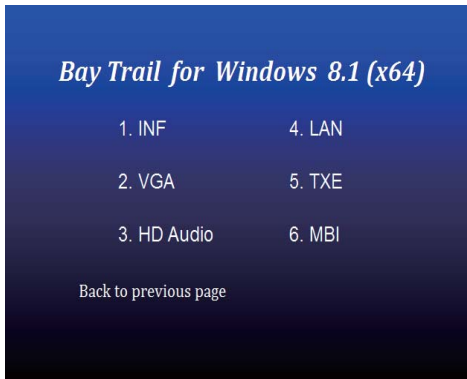 Bay Trail for Windows 8.1 (x64)
1. INF
2. VGA
3. HD Audio
4. LAN
5. TXE
6. MBI
Back to previous page